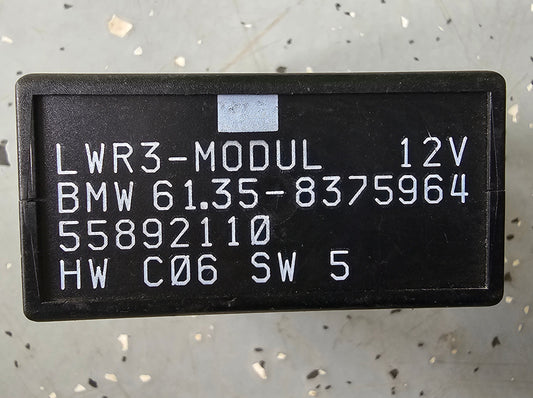 LWR3-MODUL 12V
BMW 61.35-8375964
55892110
HW C06 SW 5